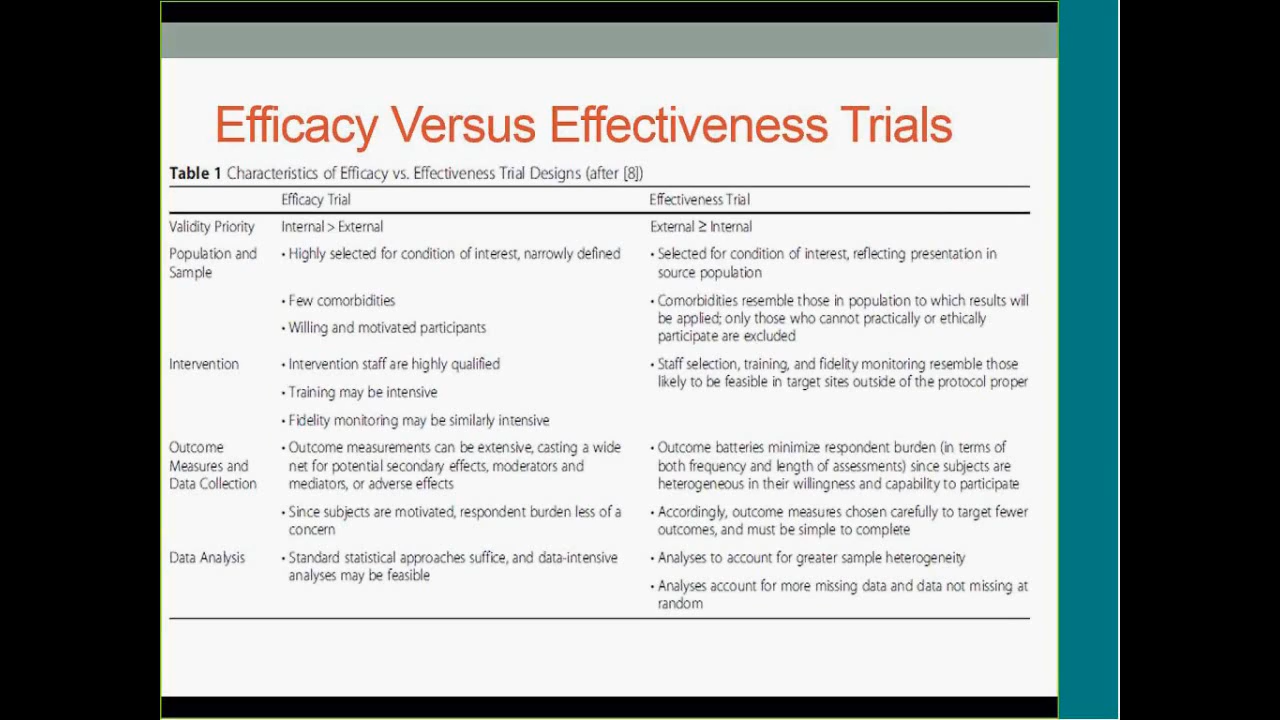 Efficacy Versus Effectiveness Trials
Table 1 Characteristics of Efficacy vs. Effectiveness Trial Designs (after [8])
Efficacy Trial
Effectiveness Trial
Validity Priority
Internal > External
External ≥ Internal
Population and
Sample
• Highly selected for condition of interest, narrowly defined
• Selected for condition of interest, reflecting presentation in
source population
• Few comorbidities
• Comorbidities resemble those in population to which results will
be applied; only those who cannot practically or ethically
participate are excluded
• Willing and motivated participants
Intervention
• Intervention staff are highly qualified
• Staff selection, training, and fidelity monitoring resemble those
likely to be feasible in target sites outside of the protocol proper
• Training may be intensive
• Fidelity monitoring may be similarly intensive
Outcome
Measures and
Data Collection
• Outcome measurements can be extensive, casting a wide
net for potential secondary effects, moderators and
mediators, or adverse effects
• Outcome batteries minimize respondent burden (in terms of
both frequency and length of assessments) since subjects are
heterogeneous in their willingness and capability to participate
• Since subjects are motivated, respondent burden less of a
concern
• Accordingly, outcome measures chosen carefully to target fewer
outcomes, and must be simple to complete
Data Analysis
• Standard statistical approaches suffice, and data-intensive
analyses may be feasible
• Analyses to account for greater sample heterogeneity
• Analyses account for more missing data and data not missing at
random